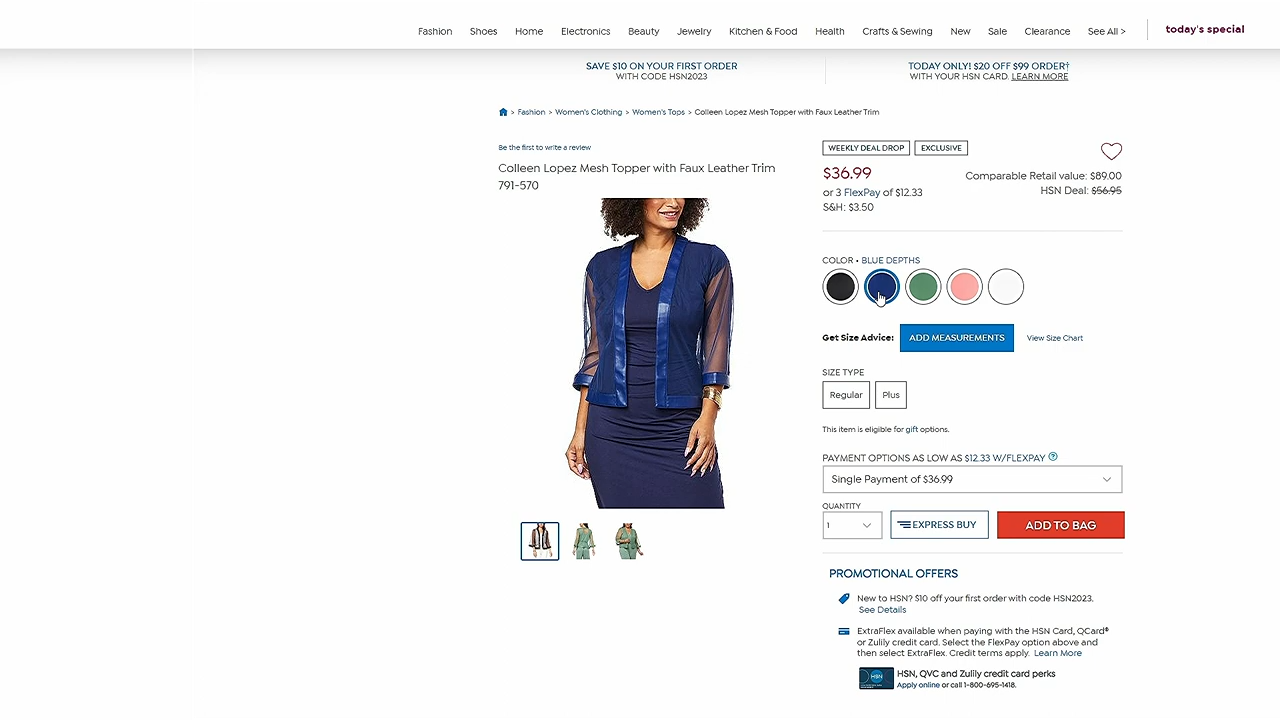 Fashion Shoes Home Electronics Beauty Jewelry Kitchen & Food Health Crafts & Sewing New Sale Clearance See All > today's special
SAVE $10 ON YOUR FIRST ORDER
WITH CODE HSN2023
TODAY ONLY! $20 OFF $99 ORDER†
WITH YOUR HSN CARD. LEARN MORE
> Fashion > Women's Clothing > Women's Tops > Colleen Lopez Mesh Topper with Faux Leather Trim
Be the first to write a review
Colleen Lopez Mesh Topper with Faux Leather Trim
791-570
WEEKLY DEAL DROP EXCLUSIVE
$36.99
or 3 FlexPay of $12.33
S&H: $3.50
Comparable Retail value: $89.00
HSN Deal: $56.95
COLOR • BLUE DEPTHS
Get Size Advice: ADD MEASUREMENTS View Size Chart
SIZE TYPE
Regular Plus
This item is eligible for gift options.
PAYMENT OPTIONS AS LOW AS $12.33 W/FLEXPAY ?
Single Payment of $36.99
QUANTITY
1 EXPRESS BUY ADD TO BAG
PROMOTIONAL OFFERS
New to HSN? $10 off your first order with code HSN2023.
See Details
ExtraFlex available when paying with the HSN Card, QCard®
or Zulily credit card. Select the FlexPay option above and
then select ExtraFlex. Credit terms apply. Learn More
HSN
HSN, QVC and Zulily credit card perks
Apply online or call 1-800-695-1418.